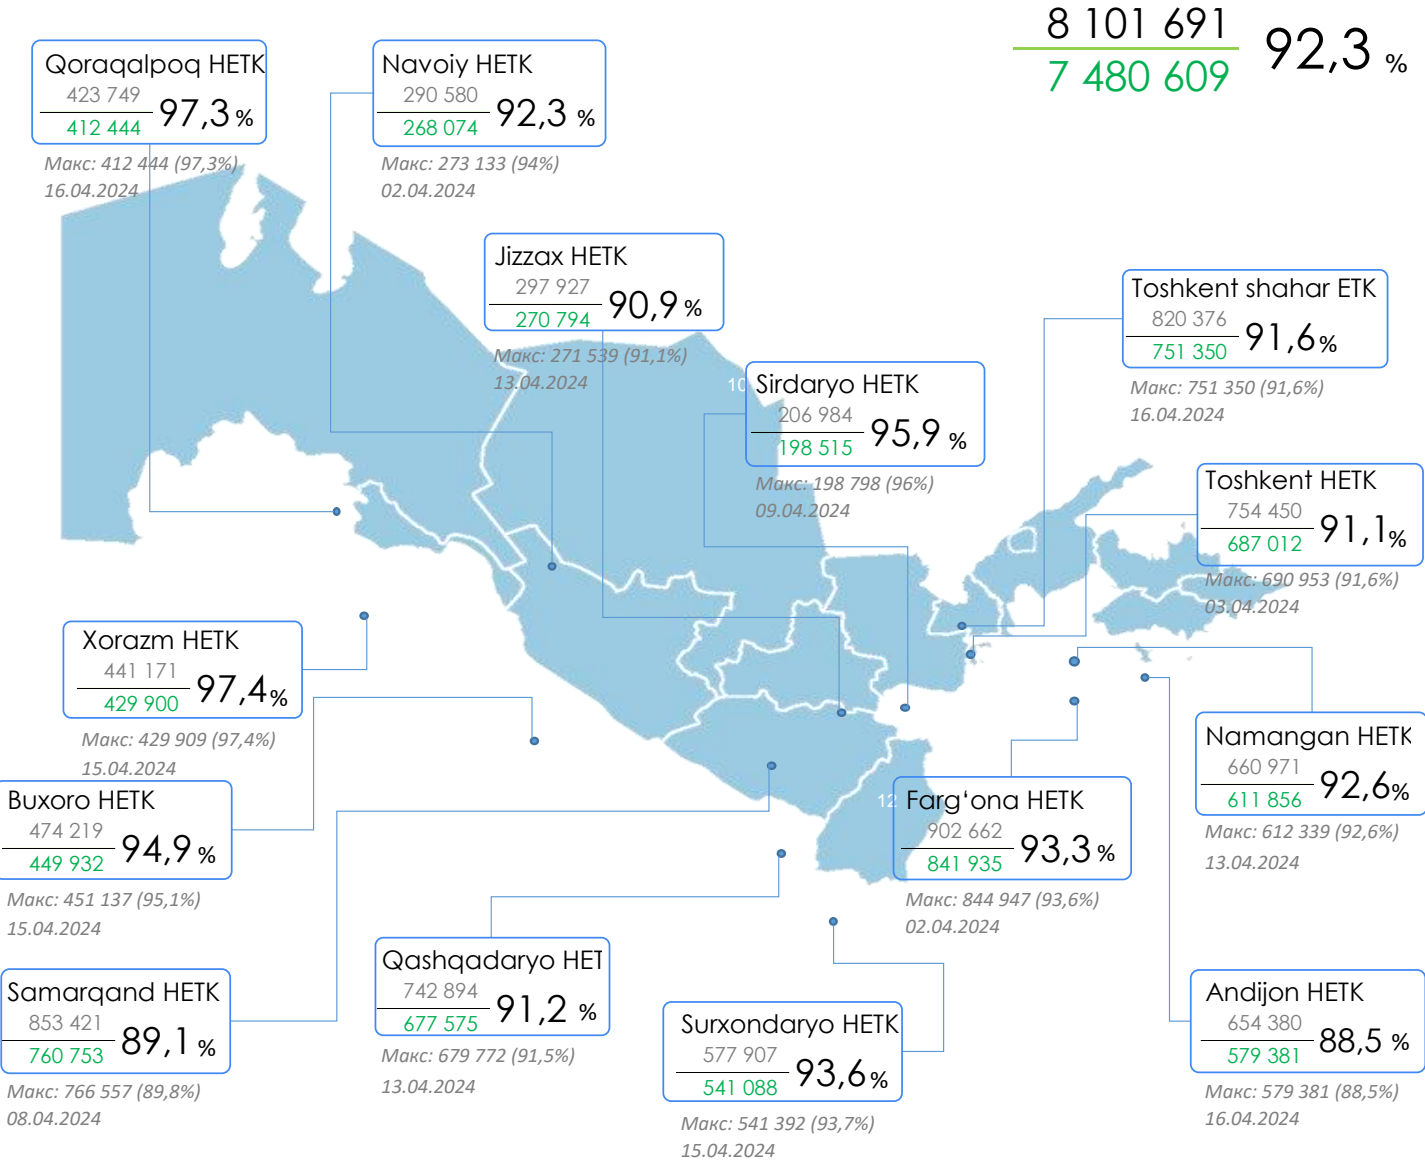 8 101 691
7 480 609
92,3 %
Qoraqalpoq HETK
423 749
412 444
97,3 %
Макс: 412 444 (97,3%)
16.04.2024
Navoiy HETK
290 580
268 074
92,3 %
Макс: 273 133 (94%)
02.04.2024
Jizzax HETK
297 927
270 794
90,9 %
Макс: 271 539 (91,1%)
13.04.2024
Toshkent shahar ETK
820 376
751 350
91,6%
Макс: 751 350 (91,6%)
16.04.2024
10
Sirdaryo HETK
206 984
198 515
95,9 %
Макс: 198 798 (96%)
09.04.2024
Toshkent HETK
754 450
687 012
91,1%
Макс: 690 953 (91,6%)
03.04.2024
Xorazm HETK
441 171
429 900
97,4%
Макс: 429 909 (97,4%)
15.04.2024
Namangan HETK
660 971
611 856
92,6%
Макс: 612 339 (92,6%)
13.04.2024
Buxoro HETK
474 219
449 932
94,9 %
Макс: 451 137 (95,1%)
15.04.2024
12
Farg‘ona HETK
902 662
841 935
93,3 %
Макс: 844 947 (93,6%)
02.04.2024
Qashqadaryo HET
742 894
677 575
91,2 %
Макс: 679 772 (91,5%)
13.04.2024
Samarqand HETK
853 421
760 753
89,1 %
Макс: 766 557 (89,8%)
08.04.2024
Surxondaryo HETK
577 907
541 088
93,6%
Макс: 541 392 (93,7%)
15.04.2024
Andijon HETK
654 380
579 381
88,5 %
Макс: 579 381 (88,5%)
16.04.2024